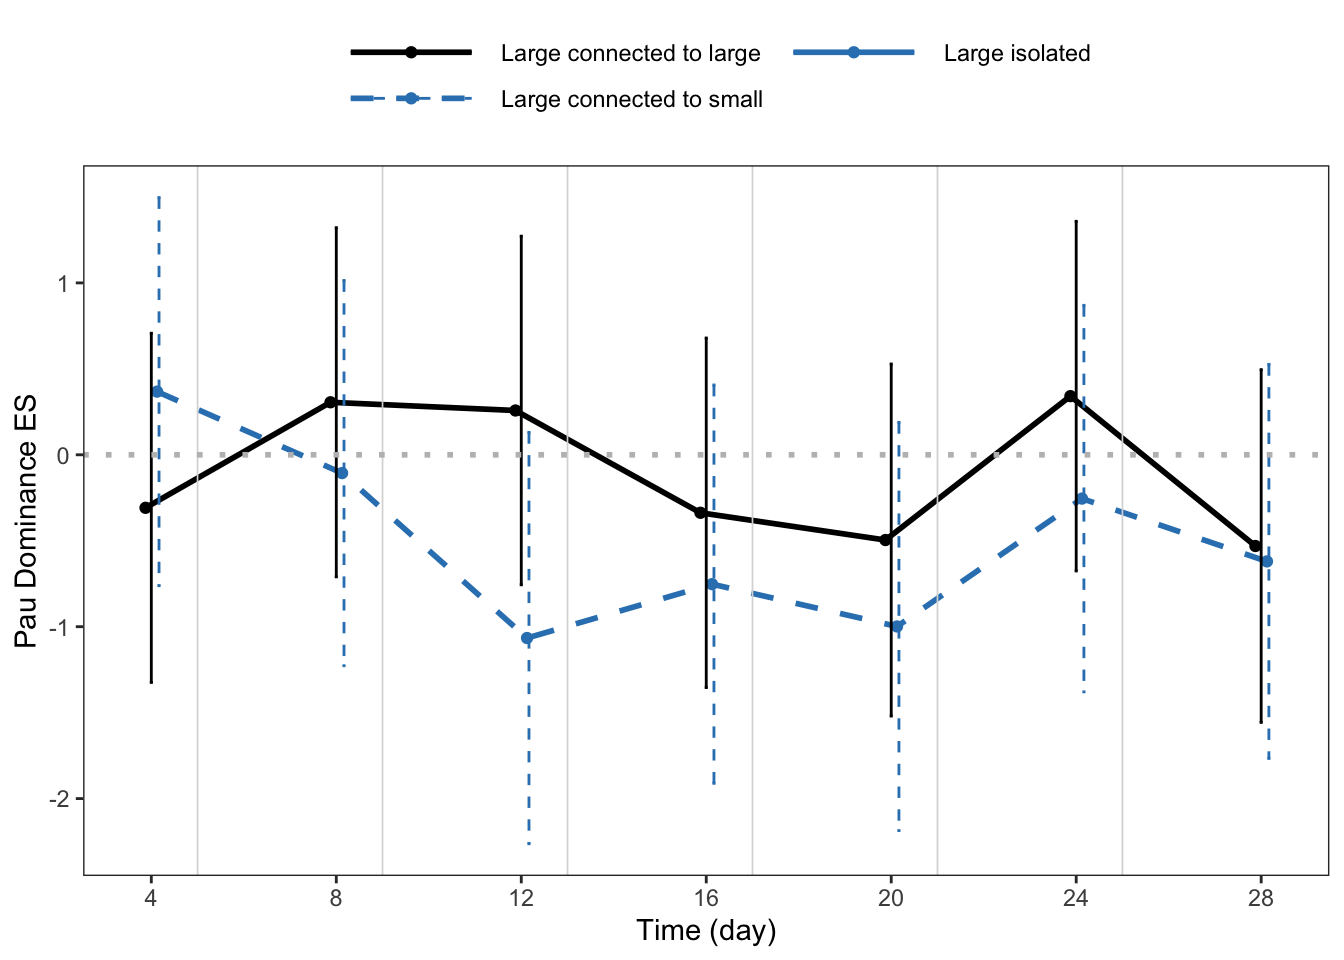 Large connected to large
Large isolated
Large connected to small
Pau Dominance ES
1
0
-1
-2
4
8
12
16
20
24
28
Time (day)